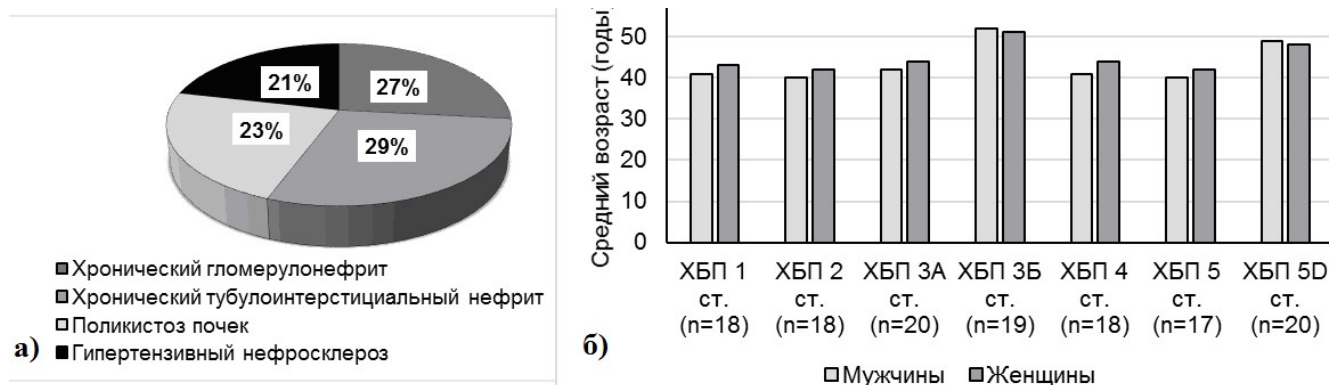 21%
27%
23%
29%
Хронический гломерулонефрит
Хронический тубулоинтерстициальный нефрит
Поликистоз почек
а) Гипертензивный нефросклероз
Средний возраст (годы)
50
40
30
20
10
0
ХБП 1 ХБП 2 ХБП 3А ХБП 3Б ХБП 4 ХБП 5 ХБП 5D
ст. ст. ст. ст. ст. ст. ст.
(n=18) (n=18) (n=20) (n=19) (n=18) (n=17) (n=20)
б)
Мужчины Женщины